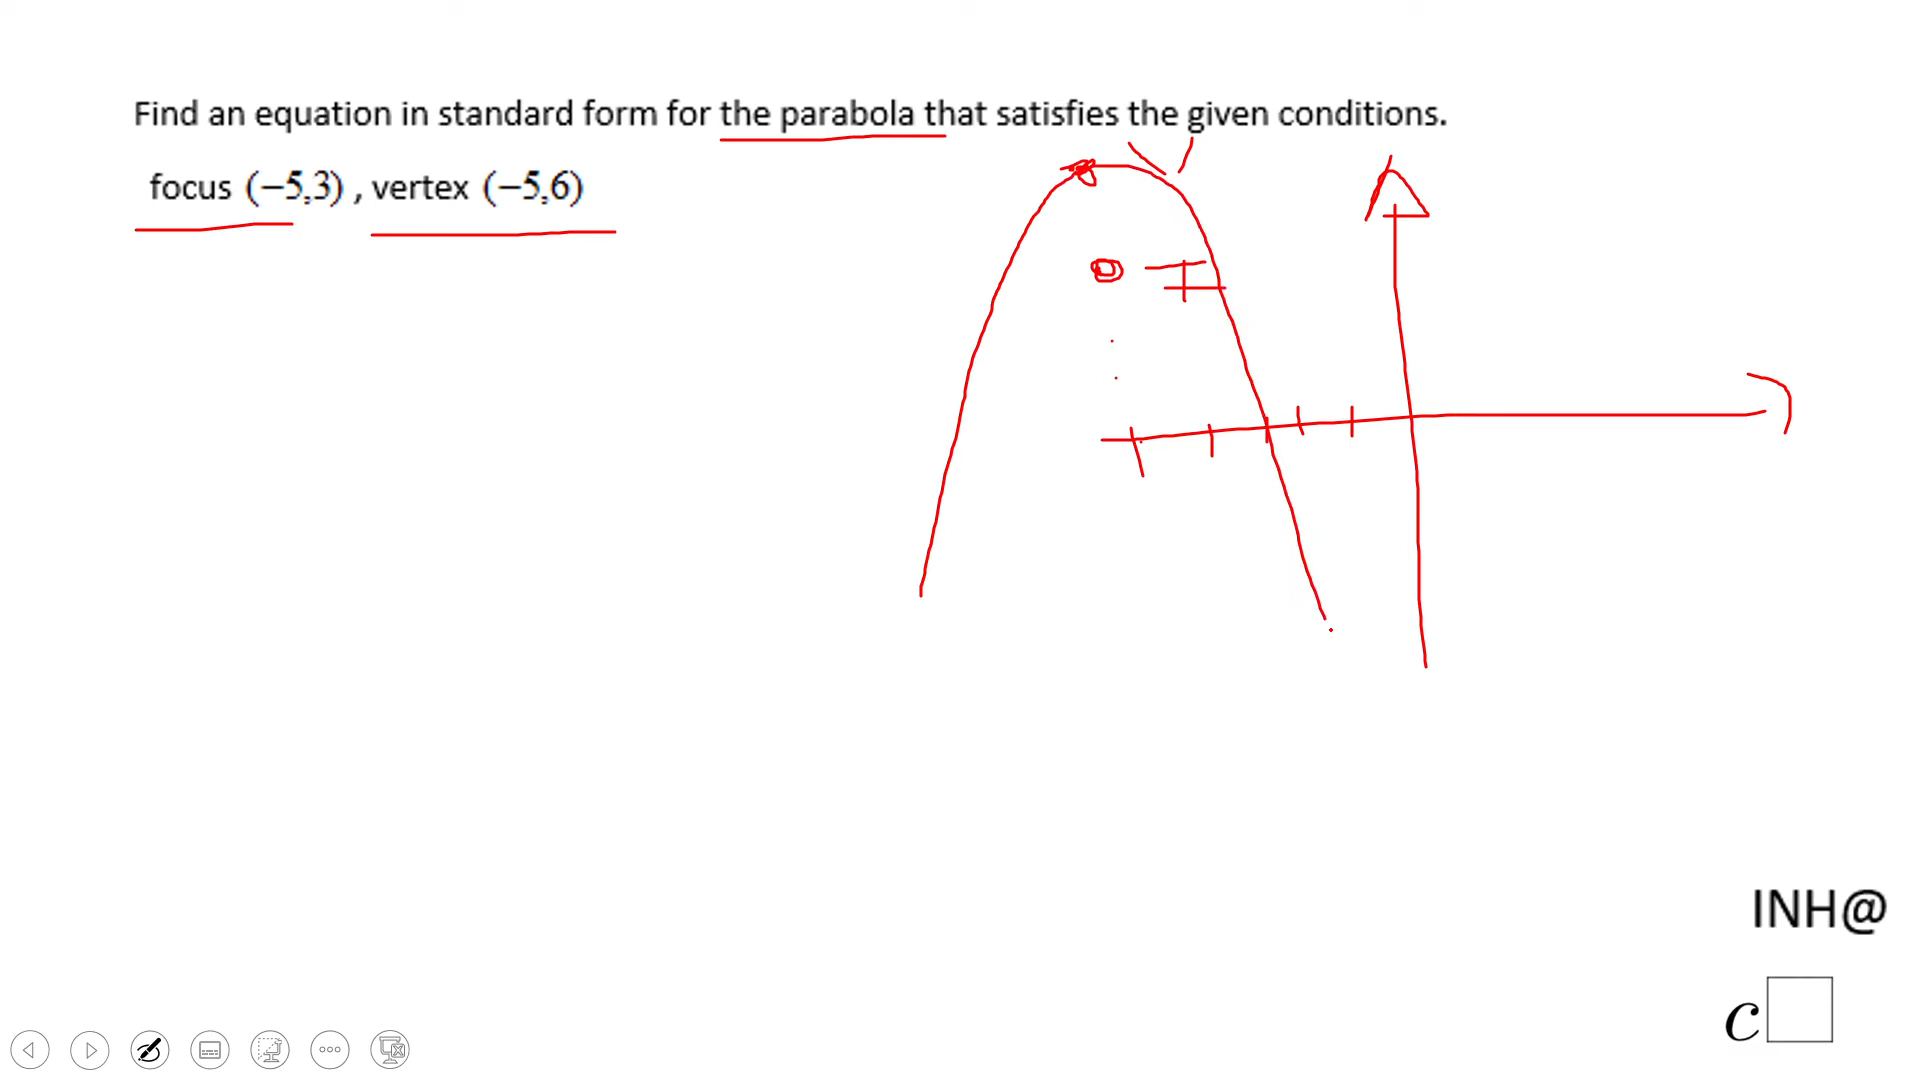 Find an equation in standard form for the parabola that satisfies the given conditions.
focus (−5,3) , vertex (−5,6)
INH@
c